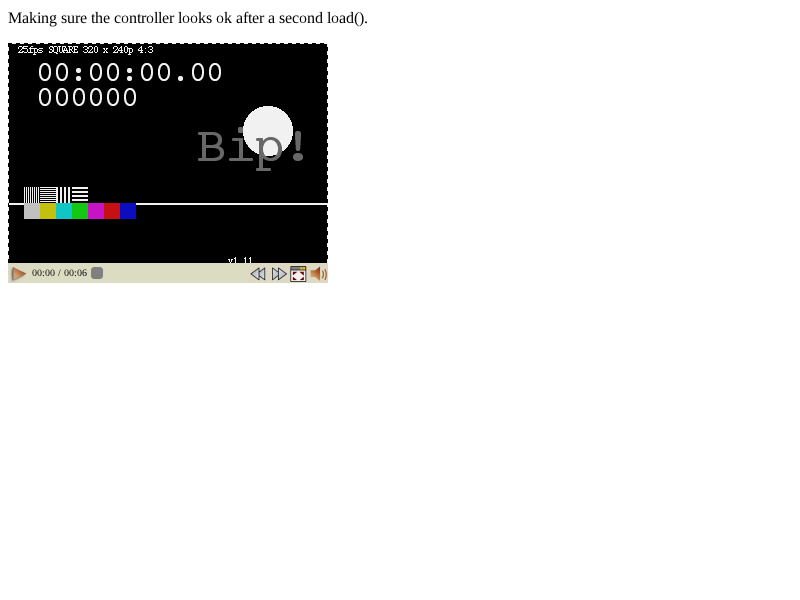 Making sure the controller looks ok after a second load().
25fps SQUARE 320 x 240p 4:3
00:00:00.00
000000
Bip!
v1.11
00:00 / 00:06